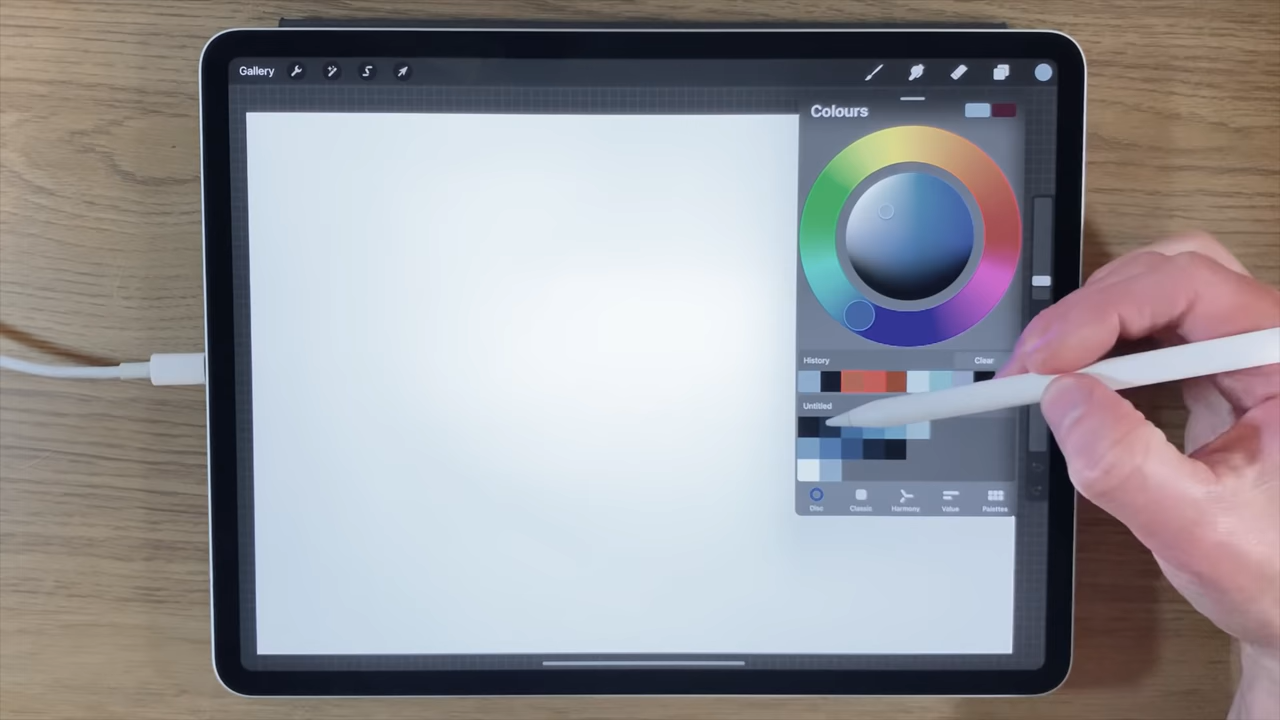 Gallery
Colours
History Clear
Untitled
Disc Classic Harmony Value Palettes